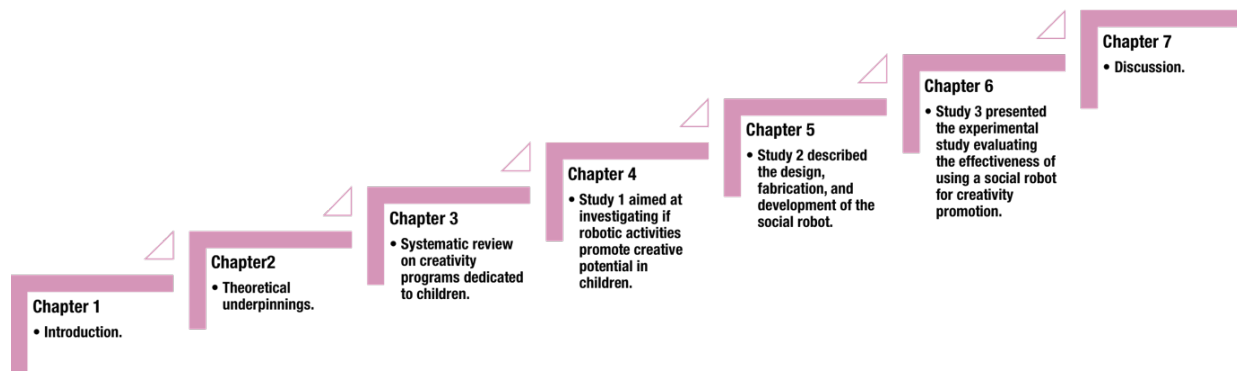 Chapter 1
• Introduction.
Chapter2
• Theoretical
underpinnings.
Chapter 3
• Systematic review
on creativity
programs dedicated
to children.
Chapter 4
• Study 1 aimed at
investigating if
robotic activities
promote creative
potential in
children.
Chapter 5
• Study 2 described
the design,
fabrication, and
development of the
social robot.
Chapter 6
• Study 3 presented
the experimental
study evaluating
the effectiveness of
using a social robot
for creativity
promotion.
Chapter 7
• Discussion.